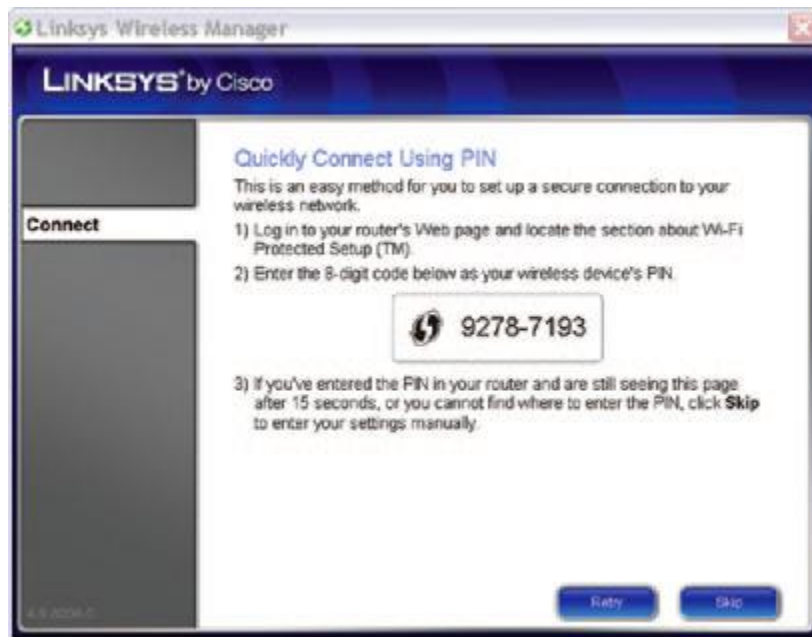 Linksys Wireless Manager
LINKSYS® by Cisco
Quickly Connect Using PIN
This is an easy method for you to set up a secure connection to your
wireless network.
Connect
1) Log in to your router's Web page and locate the section about Wi-Fi
Protected Setup (TM).
2) Enter the 8-digit code below as your wireless device's PIN.
9278-7193
3) If you've entered the PIN in your router and are still seeing this page
after 15 seconds, or you cannot find where to enter the PIN, click Skip
to enter your settings manually.
Retry
Skip